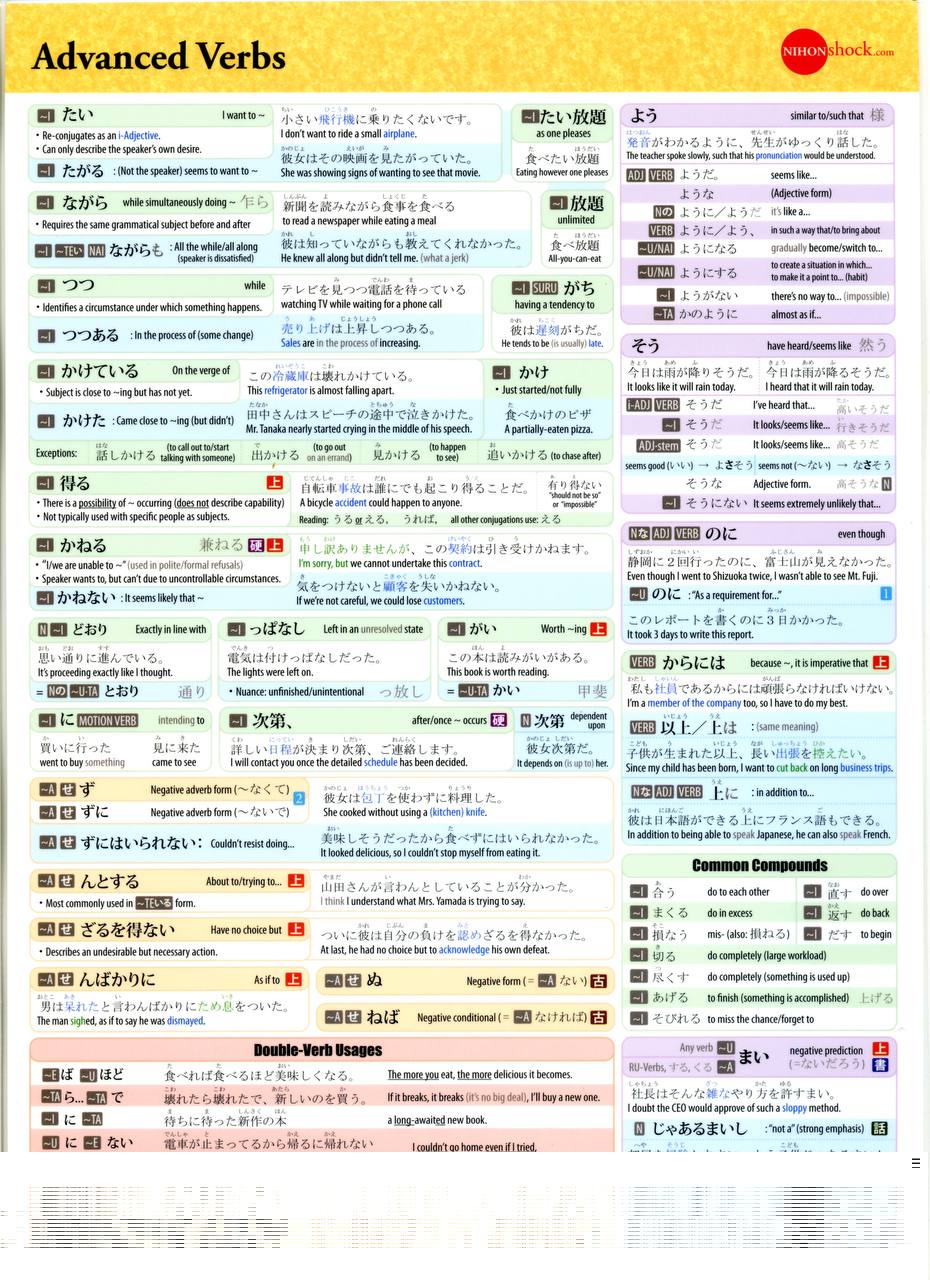 Advanced Verbs
NIHONshock.com
~I たい I want to ~
• Re-conjugates as an i-Adjective.
• Can only describe the speaker's own desire.
~I たがる : (Not the speaker) seems to want to ~
小さい飛行機に乗りたくないです。
I don't want to ride a small airplane.
彼女はその映画を見たがっていた。
She was showing signs of wanting to see that movie.
~I たい放題
as one pleases
食べたい放題
Eating however one pleases
~I ながら while simultaneously doing ~ 乍ら
• Requires the same grammatical subject before and after
~I ~TEい NAI ながらも : All the while/all along
(speaker is dissatisfied)
新聞を読みながら食事を食べる
to read a newspaper while eating a meal
彼は知っていながらも教えてくれなかった。
He knew all along but didn't tell me. (what a jerk)
~I 放題
unlimited
食べ放題
All-you-can-eat
~I つつ while
• Identifies a circumstance under which something happens.
~I つつある : In the process of (some change)
テレビを見つつ電話を待っている
watching TV while waiting for a phone call
売り上げは上昇しつつある。
Sales are in the process of increasing.
~I SURU がち
having a tendency to
彼は遅刻がちだ。
He tends to be (is usually) late.
~I かけている On the verge of
• Subject is close to ~ing but has not yet.
~I かけた : Came close to ~ing (but didn't)
この冷蔵庫は壊れかけている。
This refrigerator is almost falling apart.
田中さんはスピーチの途中で泣きかけた。
Mr. Tanaka nearly started crying in the middle of his speech.
~I かけ
• Just started/not fully
食べかけのピザ
A partially-eaten pizza.
Exceptions: 話しかける (to call out to/start talking with someone) 出かける (to go out on an errand) 見かける (to happen to see) 追いかける (to chase after)
~I 得る 上
• There is a possibility of ~ occurring (does not describe capability)
• Not typically used with specific people as subjects.
自転車事故は誰にでも起こり得ることだ。
A bicycle accident could happen to anyone.
Reading: うる or える, うれば, all other conjugations use: える
有り得ない
"should not be so"
or "impossible"
~I かねる 兼ねる 硬 上
• "I/we are unable to ~" (used in polite/formal refusals)
• Speaker wants to, but can't due to uncontrollable circumstances.
~I かねない : It seems likely that ~
申し訳ありませんが、この契約は引き受けかねます。
I'm sorry, but we cannot undertake this contract.
気をつけないと顧客を失いかねない。
If we're not careful, we could lose customers.
N ~I どおり Exactly in line with
思い通りに進んでいる。
It's proceeding exactly like I thought.
= Nの ~U·TA とおり 通り
~I っぱなし Left in an unresolved state
電気は付けっぱなしだった。
The lights were left on.
• Nuance: unfinished/unintentional っ放し
~I がい Worth ~ing 上
この本は読みがいがある。
This book is worth reading.
= ~U·TA かい 甲斐
~I に MOTION VERB intending to
買いに行った 見に来た
went to buy something came to see
~I 次第、 after/once ~ occurs 硬
詳しい日程が決まり次第、ご連絡します。
I will contact you once the detailed schedule has been decided.
N 次第 dependent upon
彼女次第だ。
It depends on (is up to) her.
~A せ ず Negative adverb form (～なくて)
~A せ ずに Negative adverb form (～ないで) 2
~A せ ずにはいられない: Couldn't resist doing...
彼女は包丁を使わずに料理した。
She cooked without using a (kitchen) knife.
美味しそうだったから食べずにはいられなかった。
It looked delicious, so I couldn't stop myself from eating it.
~A せ んとする About to/trying to... 上
• Most commonly used in ~TEいる form.
山田さんが言わんとしていることが分かった。
I think I understand what Mrs. Yamada is trying to say.
~A せ ざるを得ない Have no choice but 上
• Describes an undesirable but necessary action.
ついに彼は自分の負けを認めざるを得なかった。
At last, he had no choice but to acknowledge his own defeat.
~A せ んばかりに As if to 上
男は呆れたと言わんばかりにため息をついた。
The man sighed, as if to say he was dismayed.
~A せ ぬ Negative form (= ~A ない) 古
~A せ ねば Negative conditional (= ~A なければ) 古
Double-Verb Usages
~Eば ~U ほど 食べれば食べるほど美味しくなる。 The more you eat, the more delicious it becomes.
~TAら... ~TA で 壊れたら壊れたで、新しいのを買う。 If it breaks, it breaks (it's no big deal), I'll buy a new one.
~I に ~TA 待ちに待った新作の本 a long-awaited new book.
~U に ~E ない 電車が止まってるから帰るに帰れない I couldn't go home even if I tried,
よう similar to/such that 様
発音がわかるように、先生がゆっくり話した。
The teacher spoke slowly, such that his pronunciation would be understood.
ADJ VERB ようだ。 seems like...
ような (Adjective form)
Nの ように／ようだ it's like a...
VERB ように／よう、 in such a way that/to bring about
~U/NAI ようになる gradually become/switch to...
~U/NAI ようにする to create a situation in which... to make it a point to... (habit)
~I ようがない there's no way to... (impossible)
~TA かのように almost as if...
そう have heard/seems like 然う
今日は雨が降りそうだ。 今日は雨が降るそうだ。
It looks like it will rain today. I heard that it will rain today.
i-ADJ VERB そうだ I've heard that... 高いそうだ
~I そうだ It looks/seems like... 行きそうだ
ADJ-stem そうだ It looks/seems like... 高そうだ
seems good (いい) → よさそう seems not (～ない) → なさそう
そうな Adjective form. 高そうな N
~I そうにない It seems extremely unlikely that...
Nな ADJ VERB のに even though
静岡に２回行ったのに、富士山が見えなかった。
Even though I went to Shizuoka twice, I wasn't able to see Mt. Fuji.
~U のに : "As a requirement for..." 1
このレポートを書くのに３日かかった。
It took 3 days to write this report.
VERB からには because ~, it is imperative that 上
私も社員であるからには頑張らなければいけない。
I'm a member of the company too, so I have to do my best.
VERB 以上／上は : (same meaning)
子供が生まれた以上、長い出張を控えたい。
Since my child has been born, I want to cut back on long business trips.
Nな ADJ VERB 上に : in addition to...
彼は日本語ができる上にフランス語もできる。
In addition to being able to speak Japanese, he can also speak French.
Common Compounds
~I 合う do to each other ~I 直す do over
~I まくる do in excess ~I 返す do back
~I 損なう mis- (also: 損ねる) ~I だす to begin
~I 切る do completely (large workload)
~I 尽くす do completely (something is used up)
~I あげる to finish (something is accomplished) 上げる
~I そびれる to miss the chance/forget to
Any verb ~U
RU-Verbs, する, くる ~A まい negative prediction (=ないだろう) 上 書
社長はそんな雑なやり方を許すまい。
I doubt the CEO would approve of such a sloppy method.
N じゃあるまいし : "not a" (strong emphasis) 話